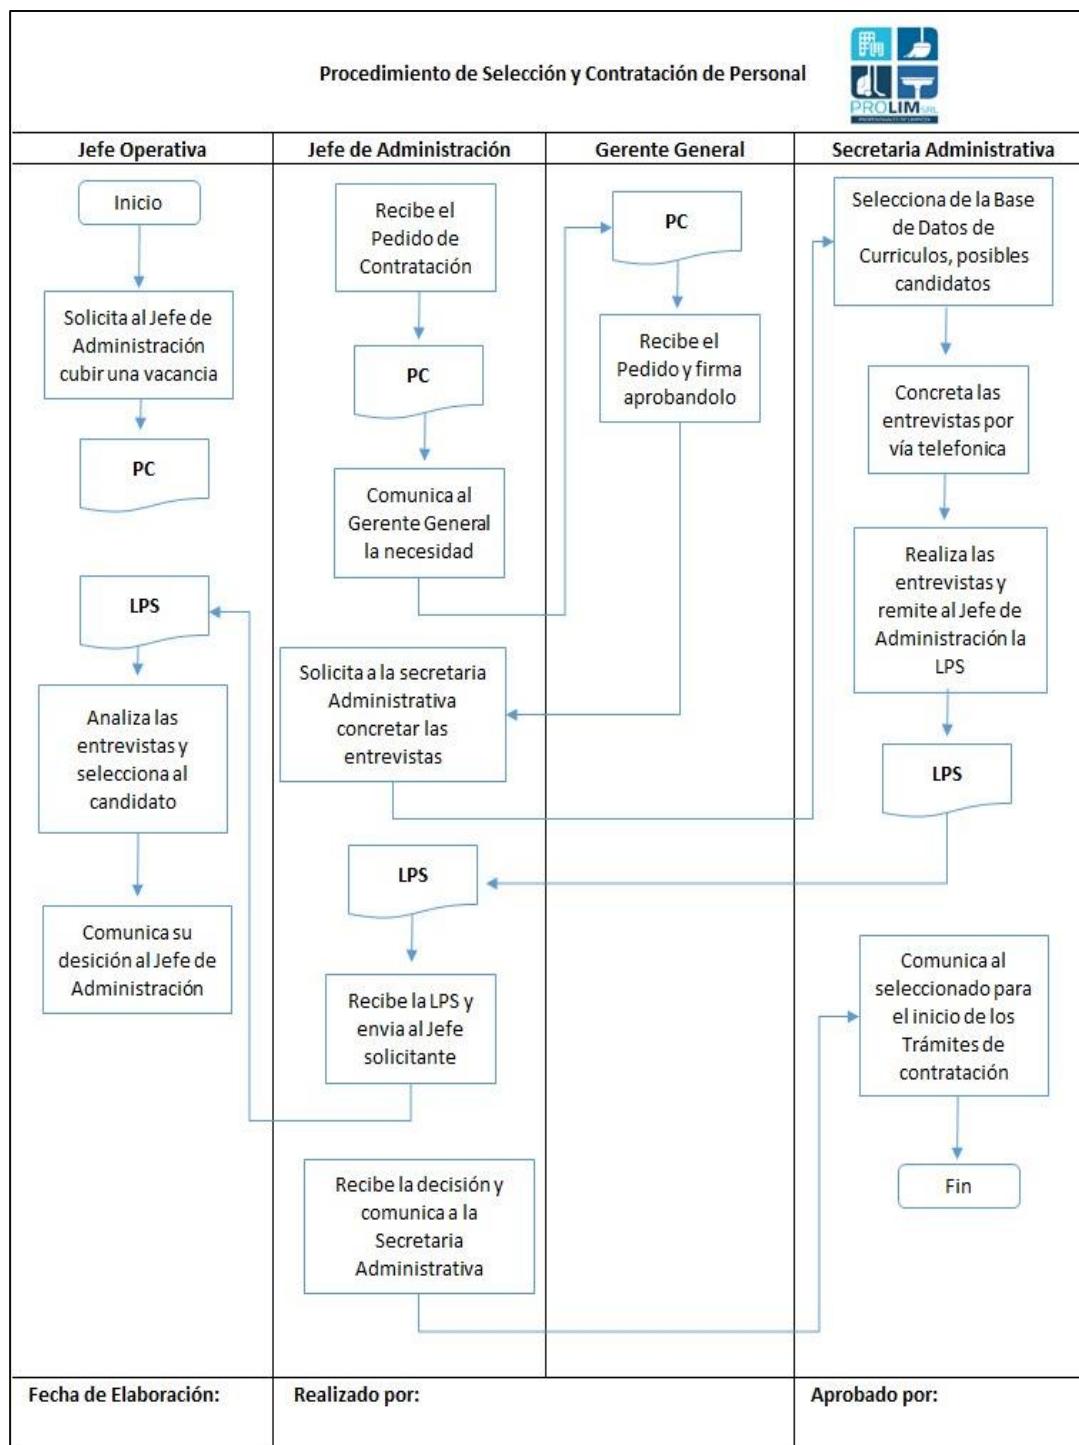 Procedimiento de Selección y Contratación de Personal
PROLIM SRL
PROFESIONALES DE LIMPIEZA
Jefe Operativa
Jefe de Administración
Gerente General
Secretaria Administrativa
Inicio
Solicita al Jefe de
Administración
cubir una vacancia
PC
LPS
Analiza las
entrevistas y
selecciona al
candidato
Comunica su
desición al Jefe de
Administración
Recibe el
Pedido de
Contratación
PC
Comunica al
Gerente General
la necesidad
Solicita a la secretaria
Administrativa
concretar las
entrevistas
LPS
Recibe la LPS y
envia al Jefe
solicitante
Recibe la decisión y
comunica a la
Secretaria
Administrativa
PC
Recibe el
Pedido y firma
aprobandolo
Selecciona de la Base
de Datos de
Curriculos, posibles
candidatos
Concreta las
entrevistas por
vía telefonica
Realiza las
entrevistas y
remite al Jefe de
Administración la
LPS
LPS
Comunica al
seleccionado para
el inicio de los
Trámites de
contratación
Fin
Fecha de Elaboración:
Realizado por:
Aprobado por: